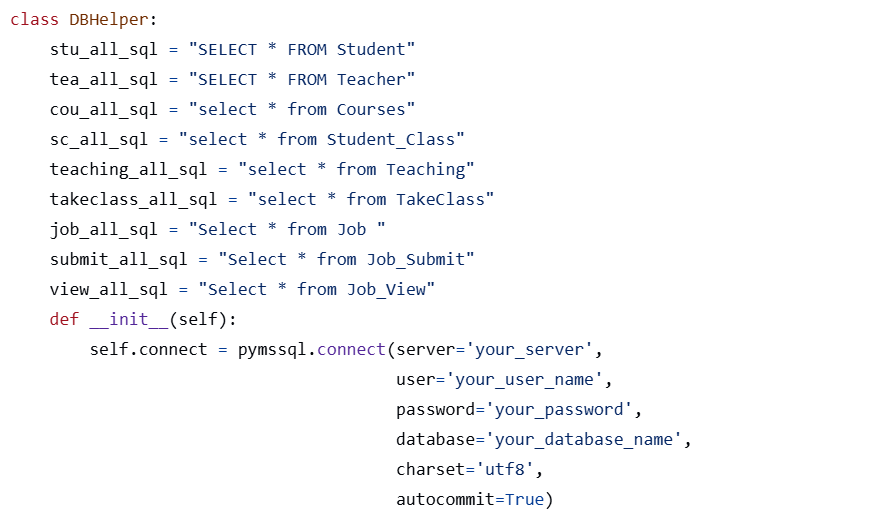 class DBHelper:
    stu_all_sql = "SELECT * FROM Student"
    tea_all_sql = "SELECT * FROM Teacher"
    cou_all_sql = "select * from Courses"
    sc_all_sql = "select * from Student_Class"
    teaching_all_sql = "select * from Teaching"
    takeclass_all_sql = "select * from TakeClass"
    job_all_sql = "Select * from Job "
    submit_all_sql = "Select * from Job_Submit"
    view_all_sql = "Select * from Job_View"
    def __init__(self):
        self.connect = pymssql.connect(server='your_server',
                                       user='your_user_name',
                                       password='your_password',
                                       database='your_database_name',
                                       charset='utf8',
                                       autocommit=True)